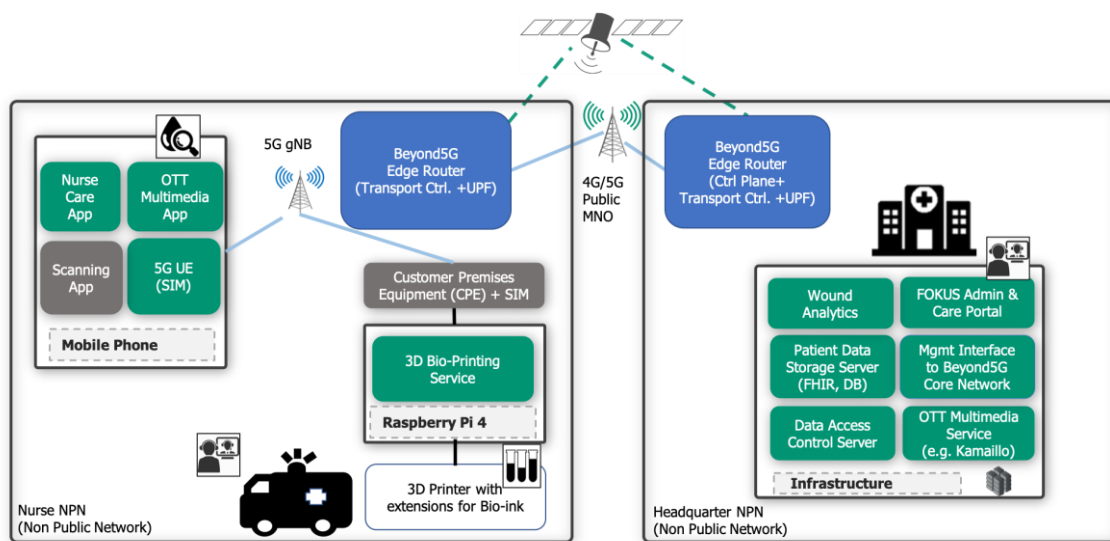 5G gNB
Beyond5G
Edge Router
(Transport Ctrl. +UPF)
4G/5G
Public
MNO
Beyond5G
Edge Router
(Ctrl Plane+
Transport Ctrl. +UPF)
Nurse
Care
App
OTT
Multimedia
App
Scanning
App
5G UE
(SIM)
Mobile Phone
Customer Premises
Equipment (CPE) + SIM
3D Bio-Printing
Service
Raspberry Pi 4
3D Printer with
extensions for Bio-ink
Nurse NPN
(Non Public Network)
Wound
Analytics
FOKUS Admin &
Care Portal
Patient Data
Storage Server
(FHIR, DB)
Mgmt Interface
to Beyond5G
Core Network
Data Access
Control Server
OTT Multimedia
Service
(e.g. Kamaillo)
Infrastructure
Headquarter NPN
(Non Public Network)